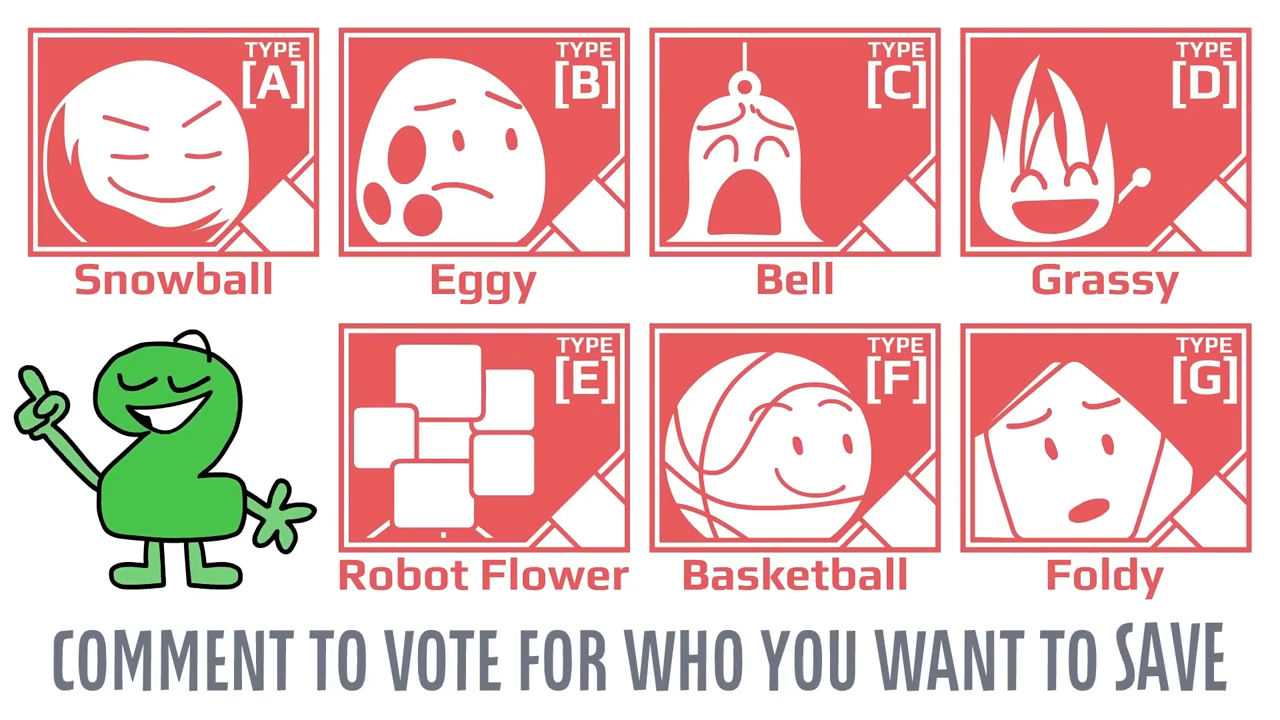 TYPE
[A]
TYPE
[B]
TYPE
[C]
TYPE
[D]
Snowball
Eggy
Bell
Grassy
TYPE
[E]
TYPE
[F]
TYPE
[G]
Robot Flower
Basketball
Foldy
COMMENT TO VOTE FOR WHO YOU WANT TO SAVE